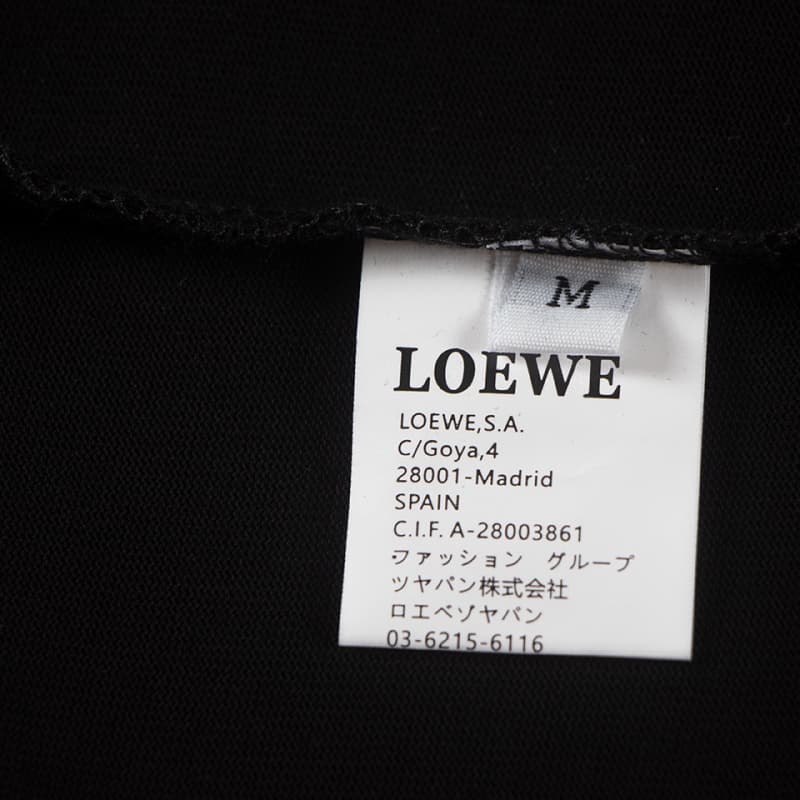 M
LOEWE
LOEWE,S.A.
C/Goya,4
28001-Madrid
SPAIN
C.I.F. A-28003861
ファッション グループ
ツヤパン株式会社
ロエベゾヤバン
03-6215-6116